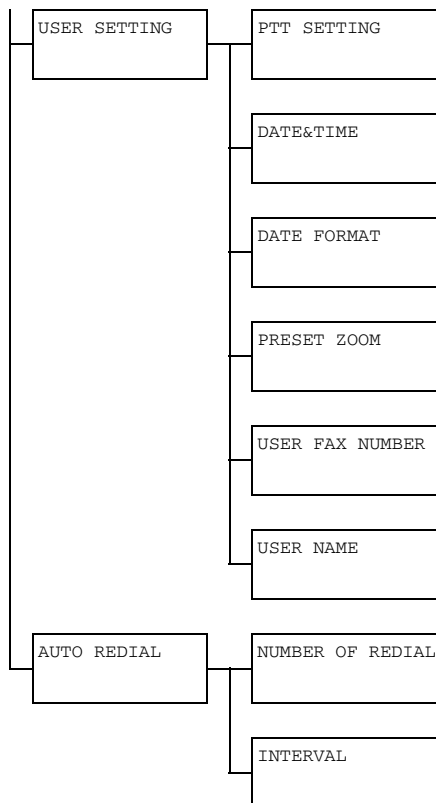 USER SETTING
PTT SETTING
DATE&TIME
DATE FORMAT
PRESET ZOOM
USER FAX NUMBER
USER NAME
AUTO REDIAL
NUMBER OF REDIAL
INTERVAL